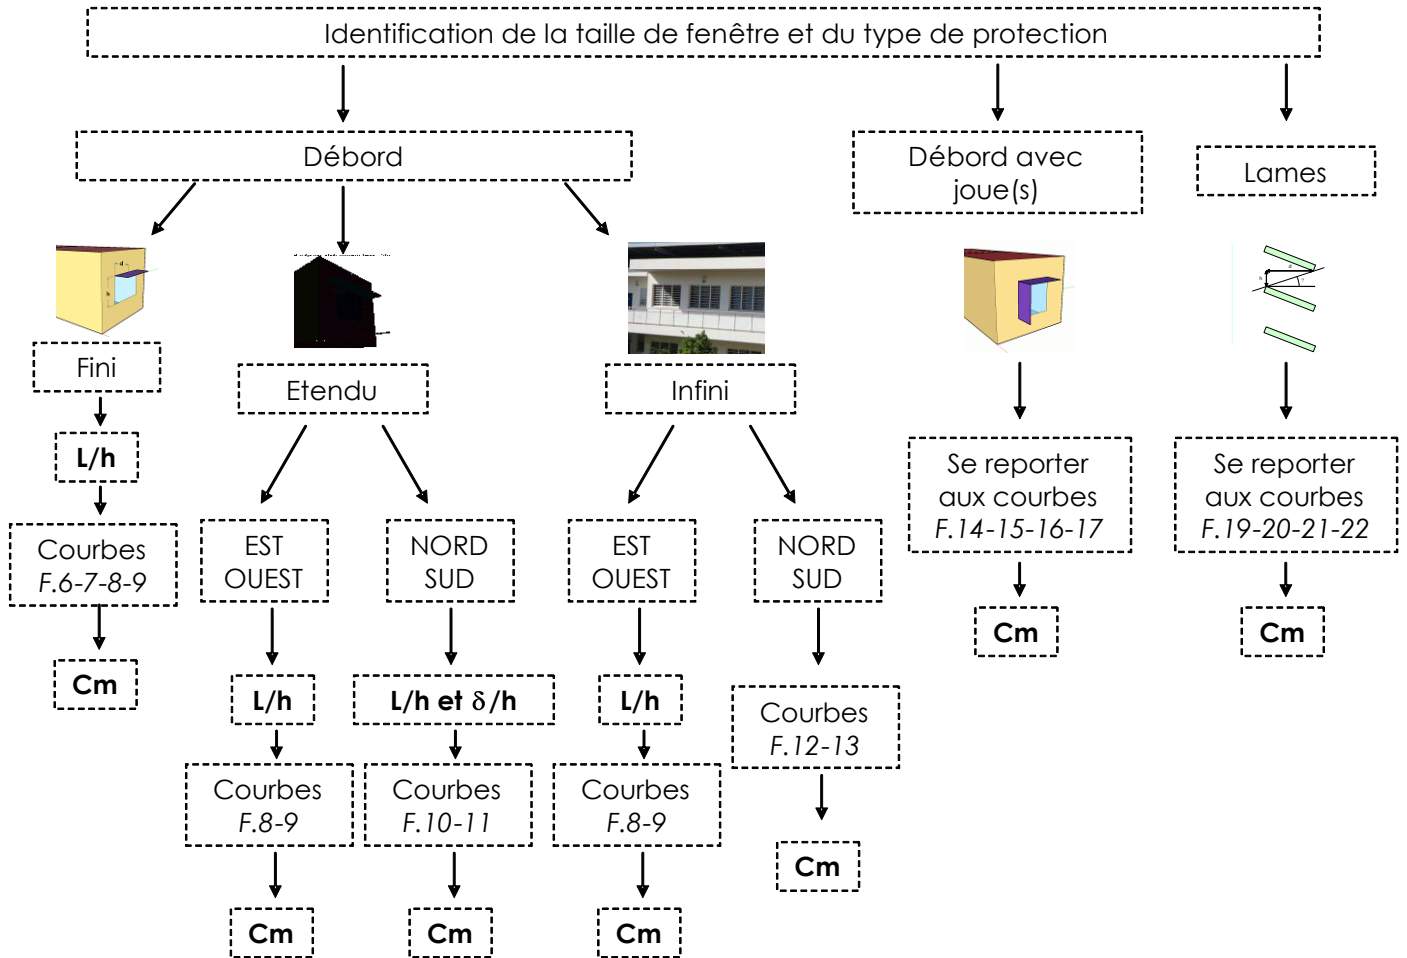 Identification de la taille de fenêtre et du type de protection
Débord
Débord avec
joue(s)
Lames
Fini
Etendu
Infini
L/h
Courbes
F.6-7-8-9
Cm
EST
OUEST
NORD
SUD
EST
OUEST
NORD
SUD
Se reporter
aux courbes
F.14-15-16-17
Se reporter
aux courbes
F.19-20-21-22
Cm
Cm
L/h
L/h et δ/h
L/h
Courbes
F.12-13
Courbes
F.8-9
Courbes
F.10-11
Courbes
F.8-9
Cm
Cm
Cm
Cm